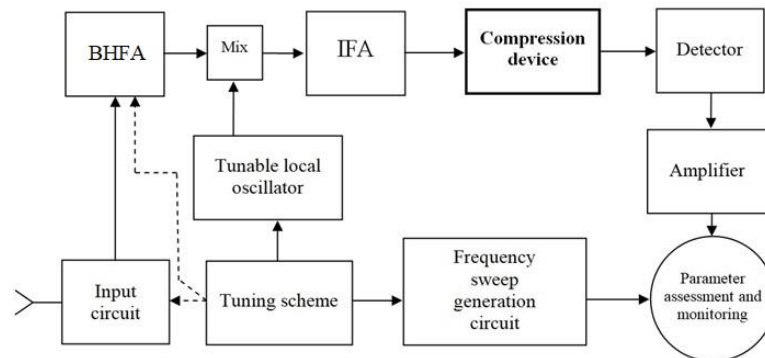 BHFA
Mix
IFA
Compression
device
Detector
Tunable local
oscillator
Amplifier
Input
circuit
Tuning scheme
Frequency
sweep
generation
circuit
Parameter
assessment and
monitoring